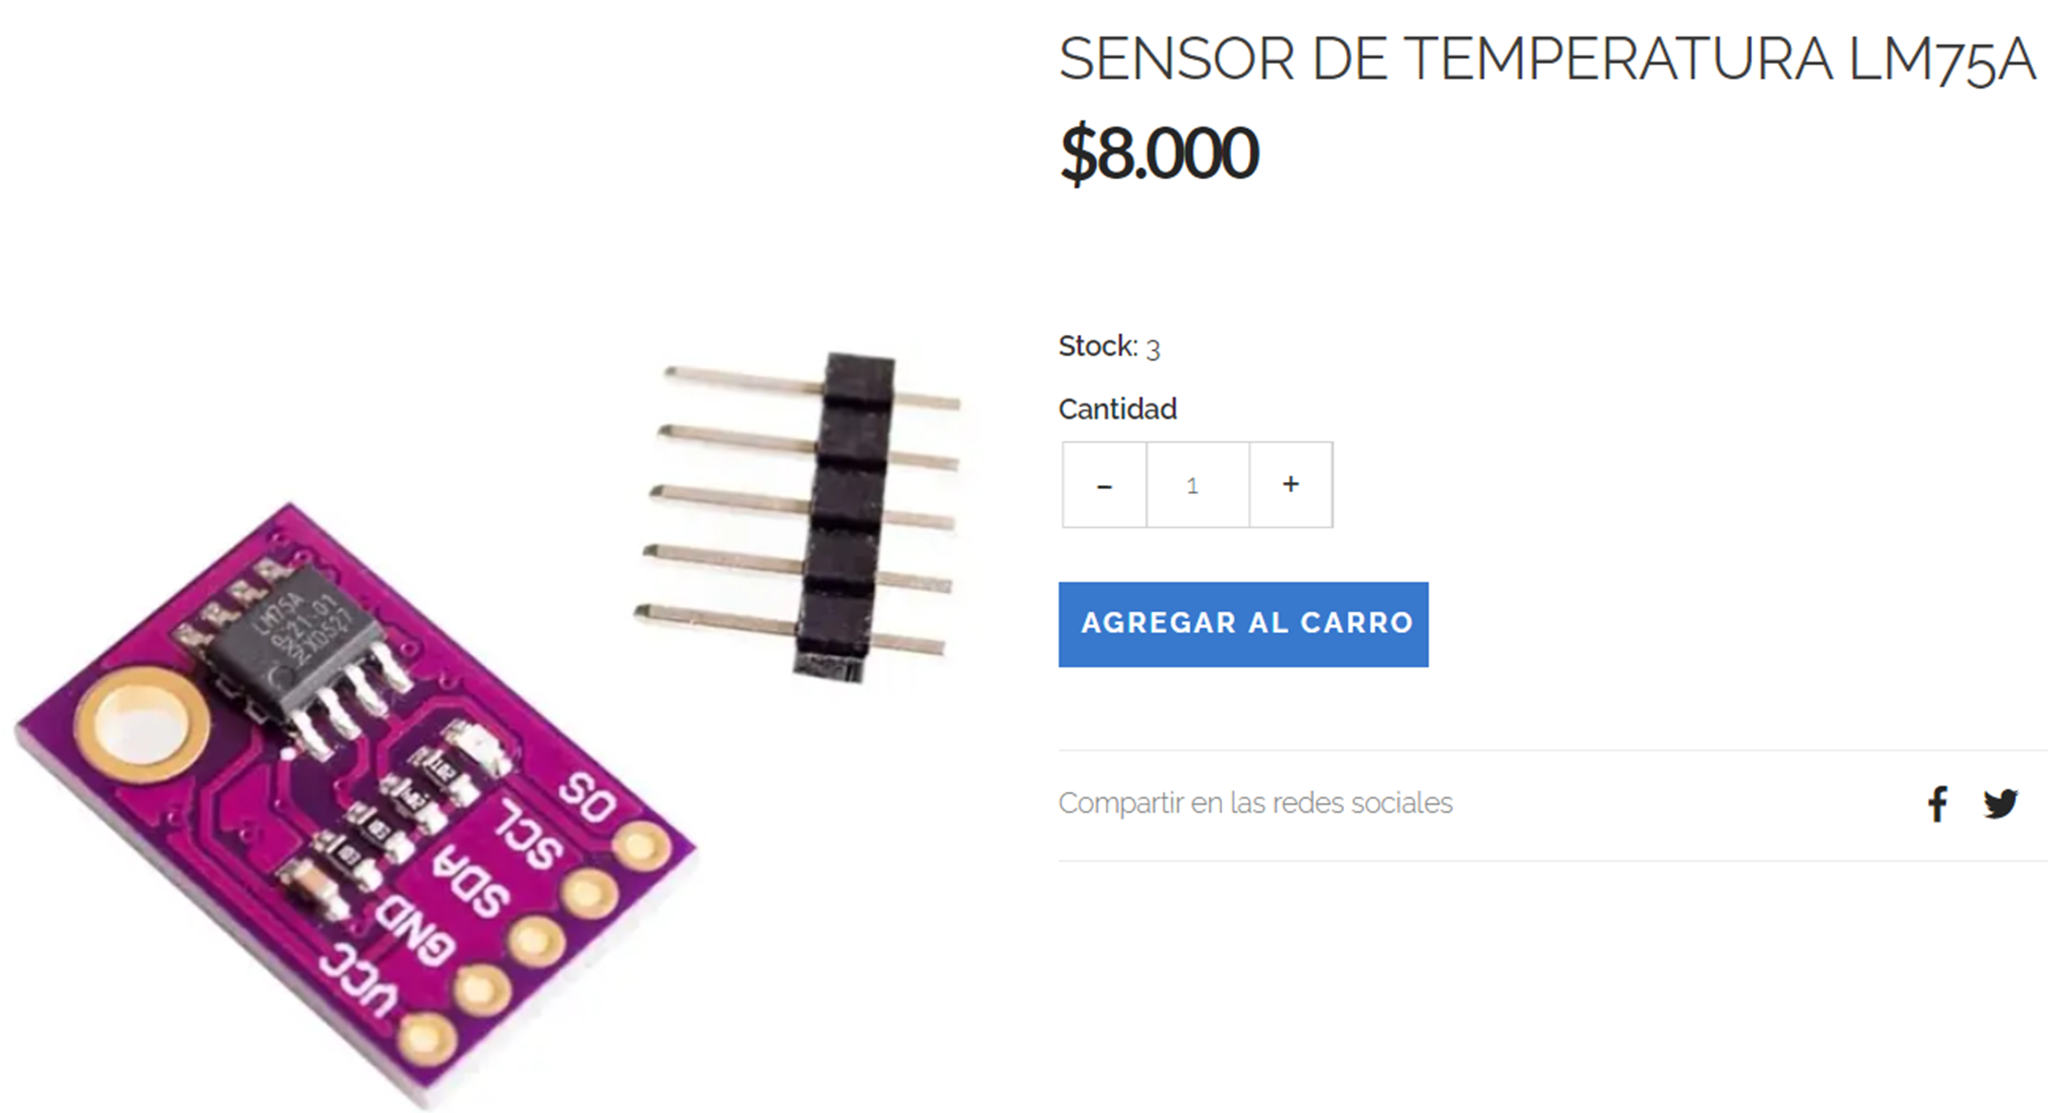 SENSOR DE TEMPERATURA LM75A
$8.000
Stock: 3
Cantidad
- 1 +
AGREGAR AL CARRO
Compartir en las redes sociales
LM75A
OS
SCL
SDA
GND
VCC